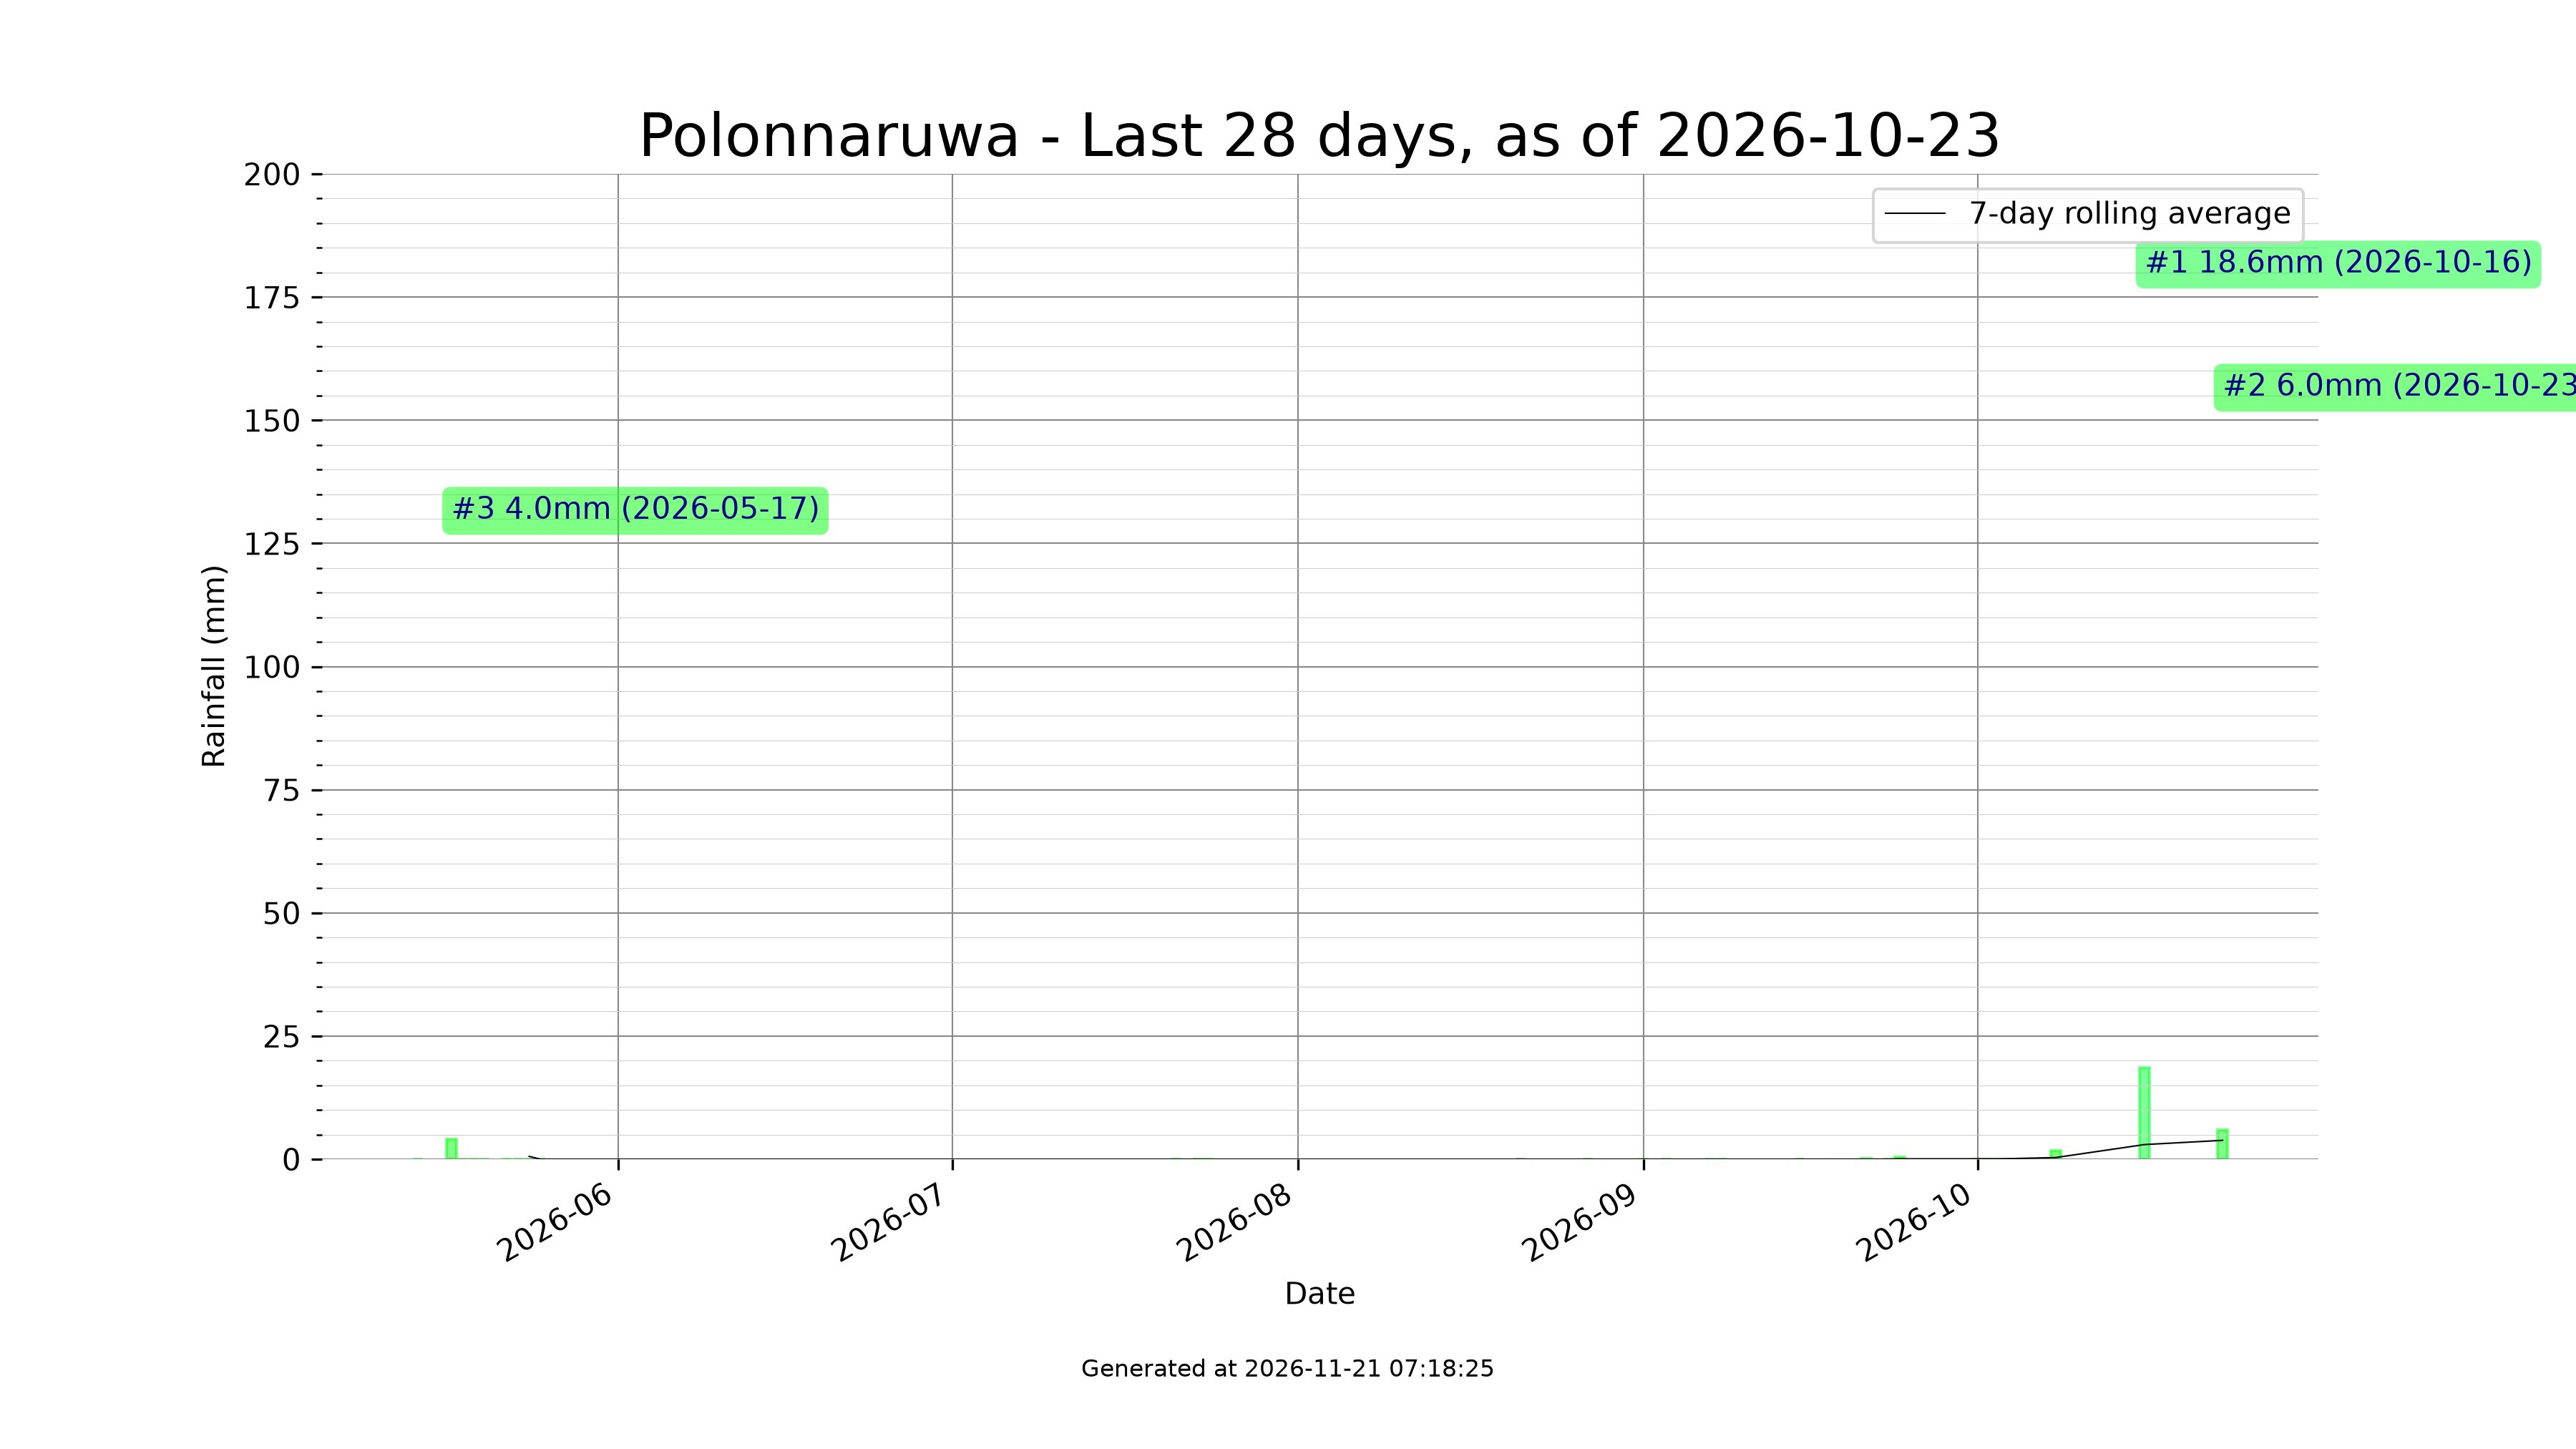 Polonnaruwa - Last 28 days, as of 2026-10-23
200
175
150
125
100
75
50
25
0
Rainfall (mm)
7-day rolling average
#1 18.6mm (2026-10-16)
#2 6.0mm (2026-10-23
#3 4.0mm (2026-05-17)
2026-06
2026-07
2026-08
2026-09
2026-10
Date
Generated at 2026-11-21 07:18:25